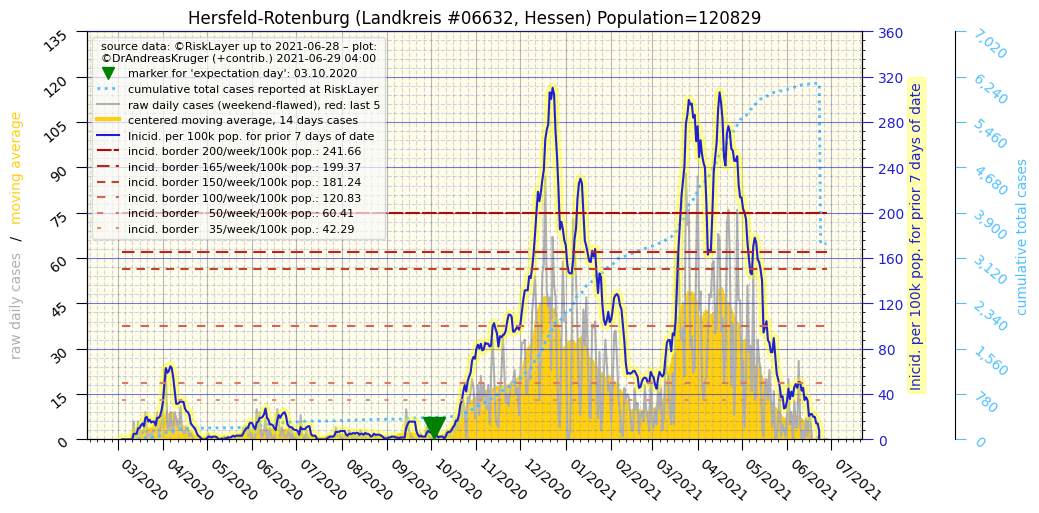 Hersfeld-Rotenburg (Landkreis #06632, Hessen) Population=120829
source data: ©RiskLayer up to 2021-06-28 – plot:
©DrAndreasKruger (+contrib.) 2021-06-29 04:00
marker for 'expectation day': 03.10.2020
cumulative total cases reported at RiskLayer
raw daily cases (weekend-flawed), red: last 5
centered moving average, 14 days cases
Inicid. per 100k pop. for prior 7 days of date
incid. border 200/week/100k pop.: 241.66
incid. border 165/week/100k pop.: 199.37
incid. border 150/week/100k pop.: 181.24
incid. border 100/week/100k pop.: 120.83
incid. border   50/week/100k pop.: 60.41
incid. border   35/week/100k pop.: 42.29
raw daily cases / moving average
135
120
105
90
75
60
45
30
15
0
360
320
280
240
200
160
120
80
40
0
Inicid. per 100k pop. for prior 7 days of date
7,020
6,240
5,460
4,680
3,900
3,120
2,340
1,560
780
0
cumulative total cases
03/2020
04/2020
05/2020
06/2020
07/2020
08/2020
09/2020
10/2020
11/2020
12/2020
01/2021
02/2021
03/2021
04/2021
05/2021
06/2021
07/2021